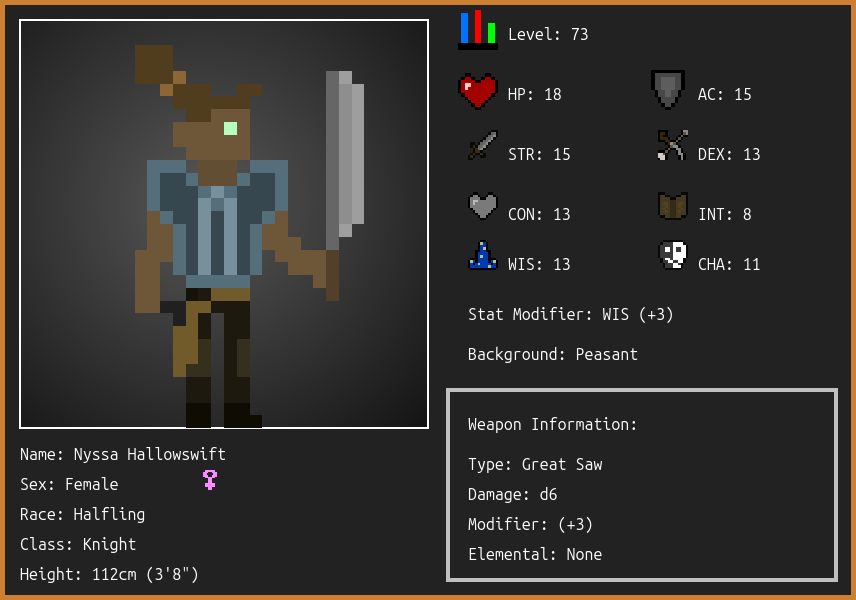 Level: 73
HP: 18
AC: 15
STR: 15
DEX: 13
CON: 13
INT: 8
WIS: 13
CHA: 11
Stat Modifier: WIS (+3)
Background: Peasant
Weapon Information:
Type: Great Saw
Damage: d6
Modifier: (+3)
Elemental: None
Name: Nyssa Hallowswift
Sex: Female
Race: Halfling
Class: Knight
Height: 112cm (3'8")